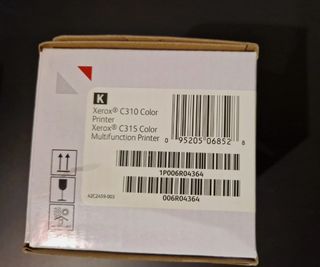 K
Xerox® C310 Color
Printer
Xerox® C315 Color
Multifunction Printer
0 95205 06852 8
1P006R04364
006R04364